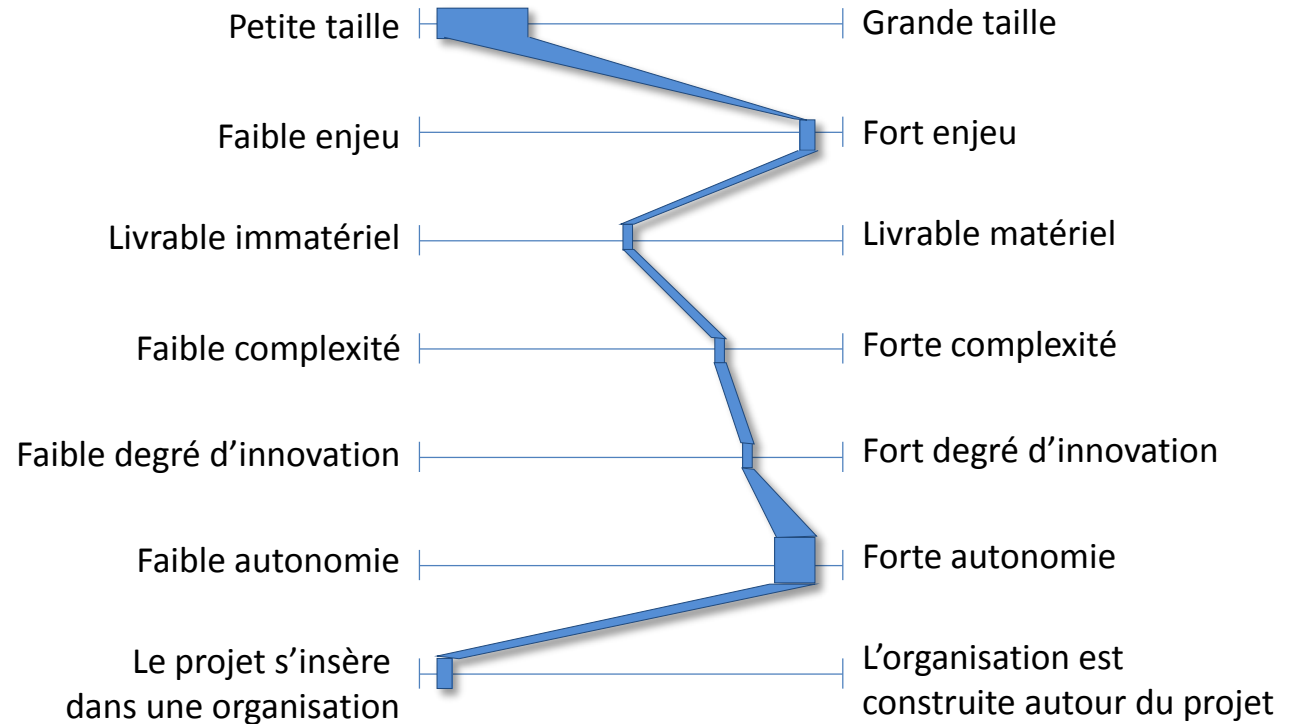 Petite taille
Grande taille
Faible enjeu
Fort enjeu
Livrable immatériel
Livrable matériel
Faible complexité
Forte complexité
Faible degré d’innovation
Fort degré d’innovation
Faible autonomie
Forte autonomie
Le projet s’insère
dans une organisation
L’organisation est
construite autour du projet